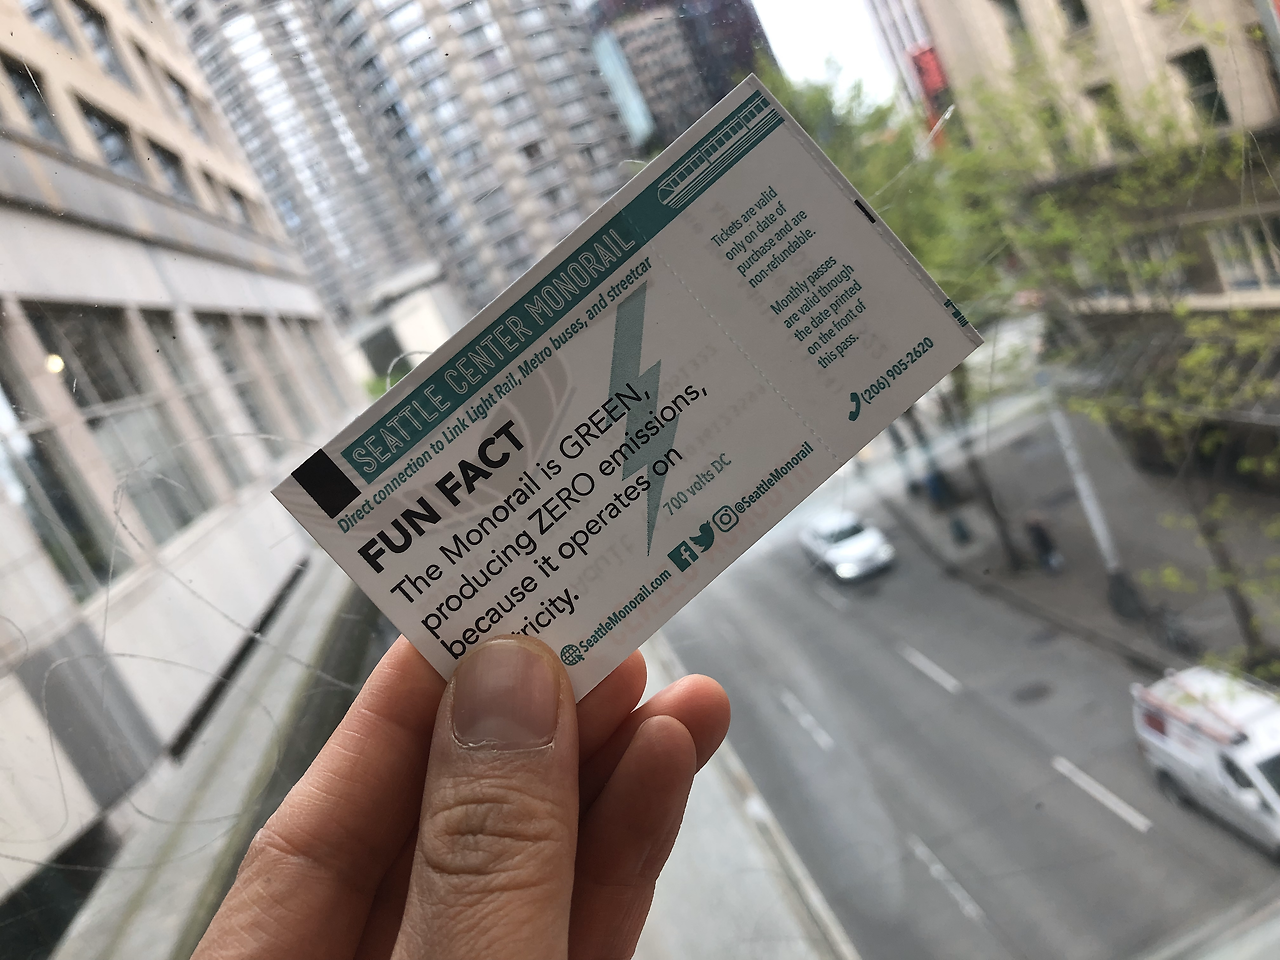 SEATTLE CENTER MONORAIL
Direct connection to Link Light Rail, Metro buses, and streetcar
FUN FACT
The Monorail is GREEN,
producing ZERO emissions,
because it operates on
tricity.
700 volts DC
SeattleMonorail.com
@SeattleMonorail
Tickets are valid
only on date of
purchase and are
non-refundable.
Monthly passes
are valid through
the date printed
on the front of
this pass.
(206) 905-2620